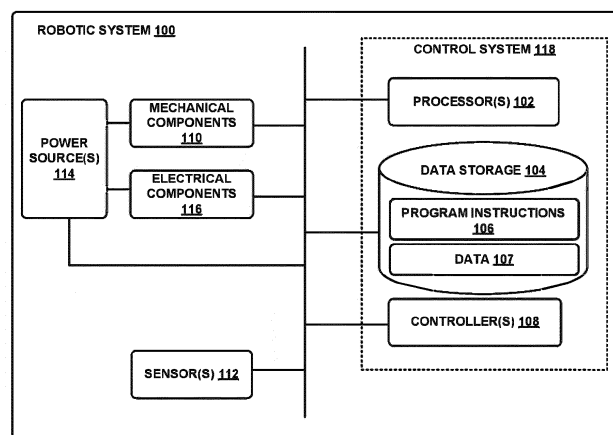 ROBOTIC SYSTEM 100
CONTROL SYSTEM 118
MECHANICAL
COMPONENTS
110
PROCESSOR(S) 102
POWER
SOURCE(S)
114
ELECTRICAL
COMPONENTS
116
DATA STORAGE 104
PROGRAM INSTRUCTIONS
106
DATA 107
CONTROLLER(S) 108
SENSOR(S) 112